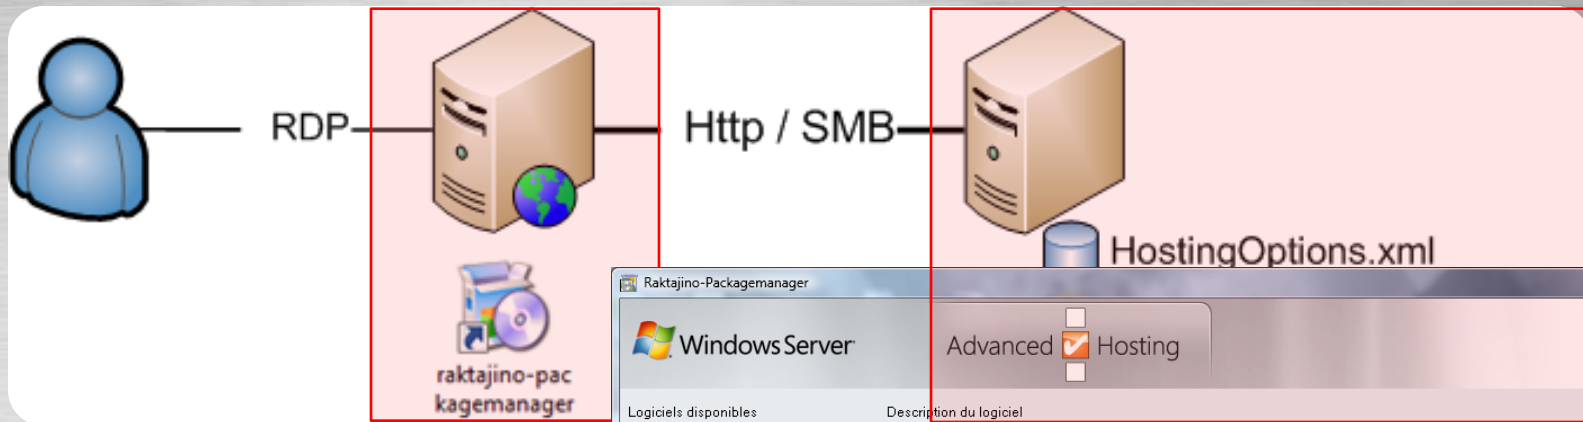 RDP
Http / SMB
HostingOptions.xml
raktajino-pac
kagemanager
Raktajino-Packagemanager
Windows Server
Advanced Hosting
Logiciels disponibles
Description du logiciel